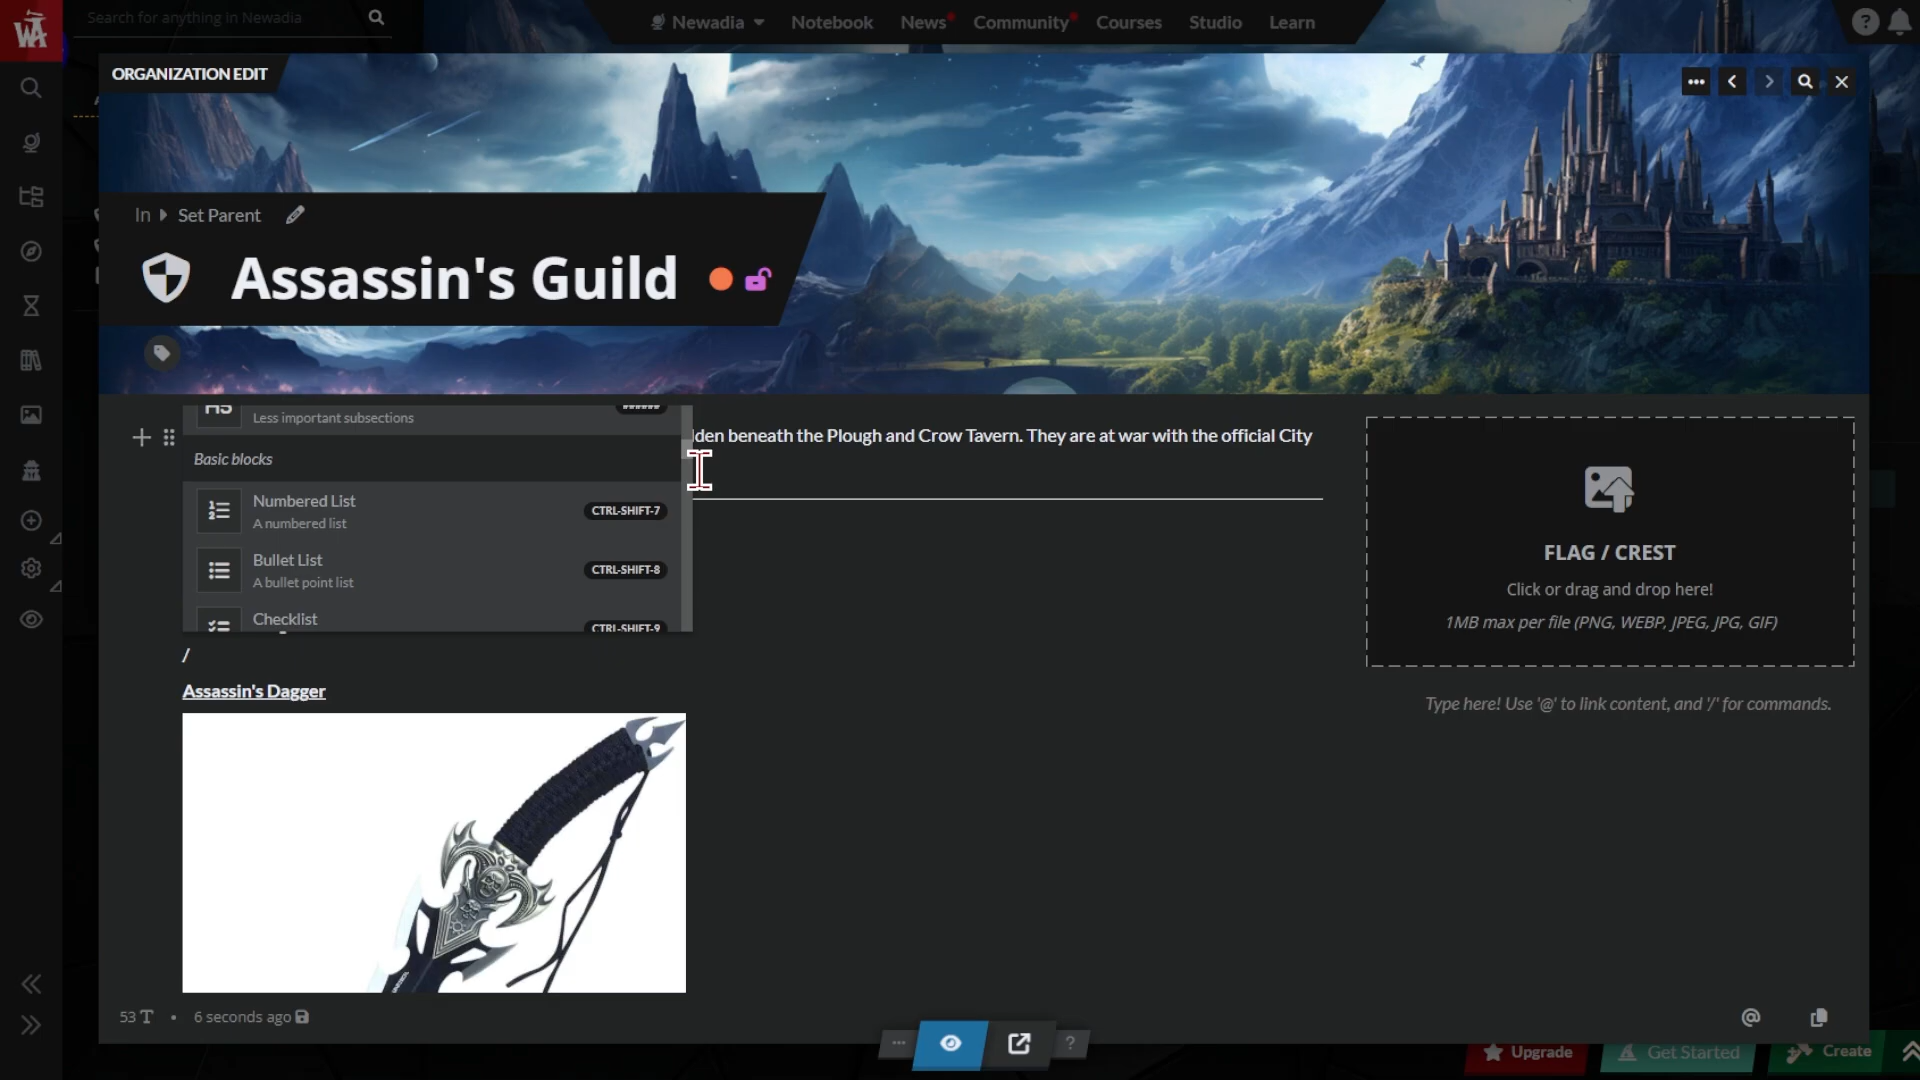 Search for anything in Newadia
Newadia
Notebook
News
Community
Courses
Studio
Learn
ORGANIZATION EDIT
In
Set Parent
Assassin's Guild
H5
Less important subsections
######
den beneath the Plough and Crow Tavern. They are at war with the official City
Basic blocks
Numbered List
CTRL-SHIFT-7
A numbered list
Bullet List
CTRL-SHIFT-8
A bullet point list
Checklist
CTRL-SHIFT-9
/
Assassin's Dagger
FLAG / CREST
Click or drag and drop here!
1MB max per file (PNG, WEBP, JPEG, JPG, GIF)
Type here! Use '@' to link content, and '/' for commands.
53
6 seconds ago
Upgrade
Get Started
Create